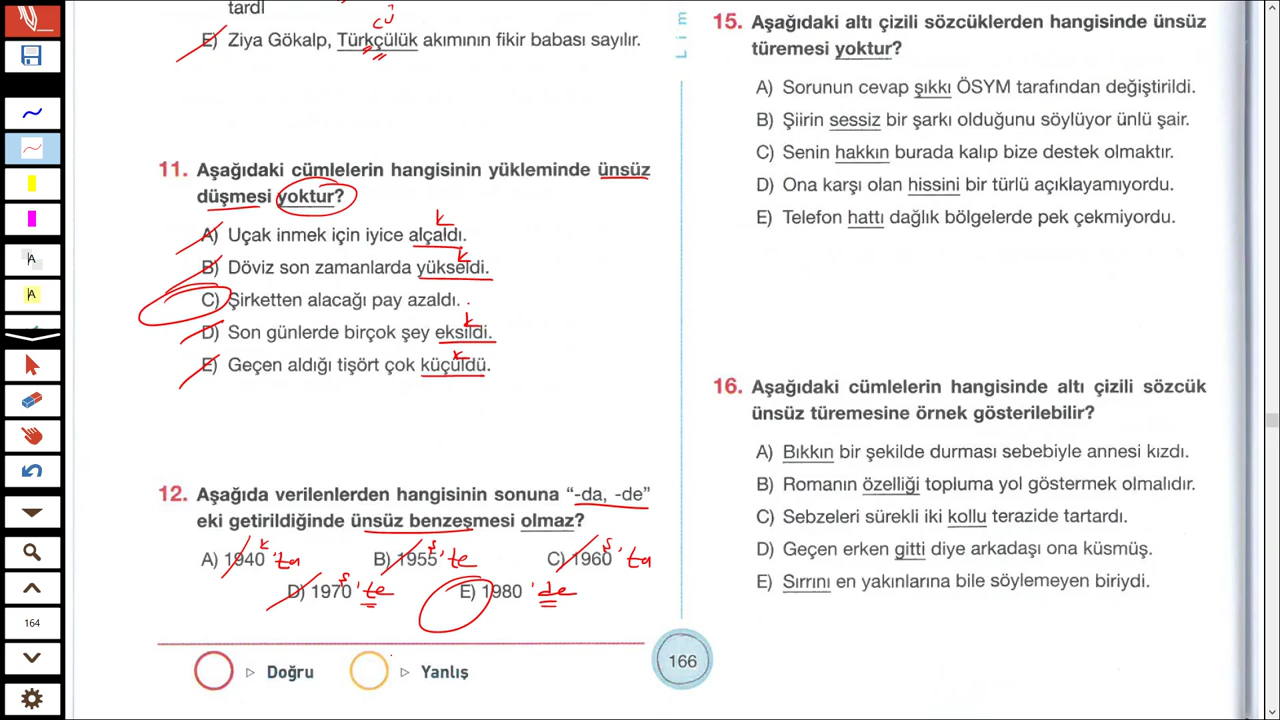 tardı
E) Ziya Gökalp, Türkçülük akımının fikir babası sayılır.
cü
11. Aşağıdaki cümlelerin hangisinin yükleminde ünsüz
düşmesi yoktur?
A) Uçak inmek için iyice alçaldı.
k
B) Döviz son zamanlarda yükseldi.
k
C) Şirketten alacağı pay azaldı.
D) Son günlerde birçok şey eksildi.
k
E) Geçen aldığı tişört çok küçüldü.
k
12. Aşağıda verilenlerden hangisinin sonuna “-da, -de”
eki getirildiğinde ünsüz benzeşmesi olmaz?
A) 1940 k 'ta B) 1955 ş 'te C) 1960 ş 'ta
D) 1970 ş 'te E) 1980 'de
Doğru Yanlış
Lim
15. Aşağıdaki altı çizili sözcüklerden hangisinde ünsüz
türemesi yoktur?
A) Sorunun cevap şıkkı ÖSYM tarafından değiştirildi.
B) Şiirin sessiz bir şarkı olduğunu söylüyor ünlü şair.
C) Senin hakkın burada kalıp bize destek olmaktır.
D) Ona karşı olan hissini bir türlü açıklayamıyordu.
E) Telefon hattı dağlık bölgelerde pek çekmiyordu.
16. Aşağıdaki cümlelerin hangisinde altı çizili sözcük
ünsüz türemesine örnek gösterilebilir?
A) Bıkkın bir şekilde durması sebebiyle annesi kızdı.
B) Romanın özelliği topluma yol göstermek olmalıdır.
C) Sebzeleri sürekli iki kollu terazide tartardı.
D) Geçen erken gitti diye arkadaşı ona küsmüş.
E) Sırrını en yakınlarına bile söylemeyen biriydi.
166
A
A
164